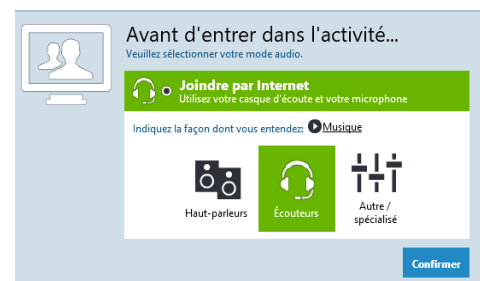 Avant d'entrer dans l'activité...
Veuillez sélectionner votre mode audio.
Joindre par Internet
Utilisez votre casque d'écoute et votre microphone
Indiquez la façon dont vous entendez: Musique
Haut-parleurs
Écouteurs
Autre /
spécialisé
Confirmer